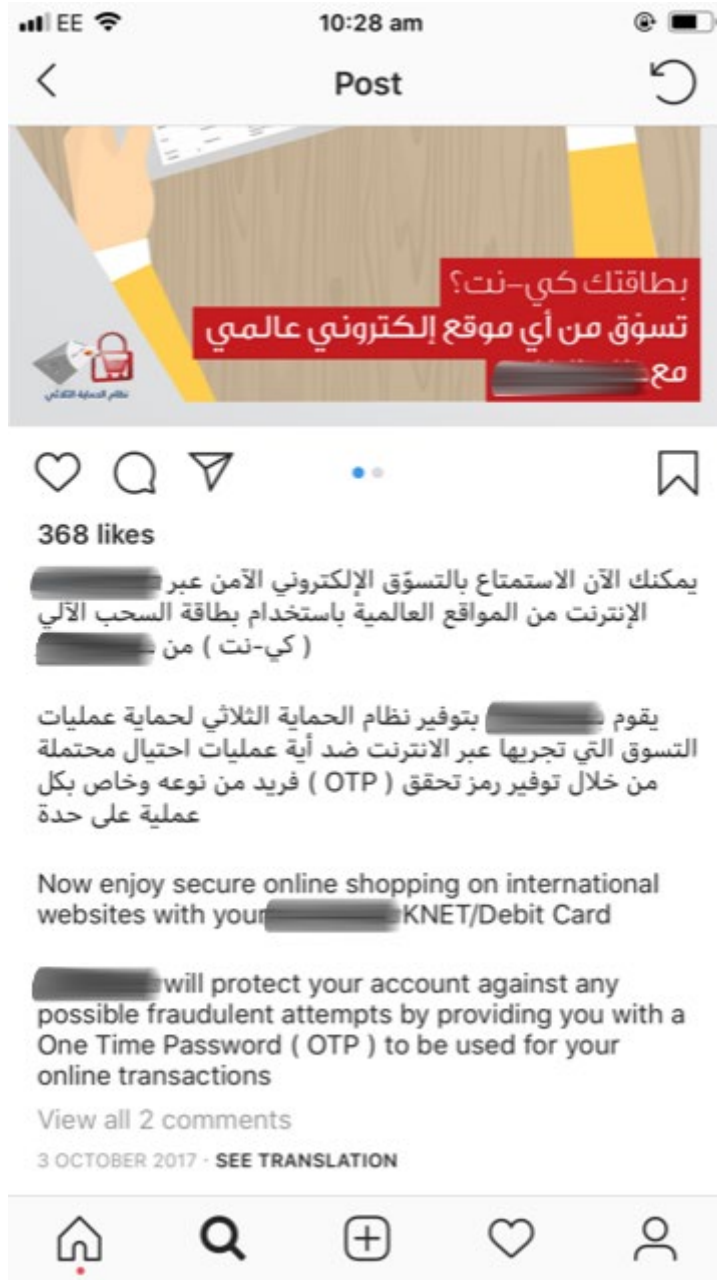 EE
10:28 am
Post
بطاقتك كي-نت؟
تسوّق من أي موقع إلكتروني عالمي
مع
نظام الحماية الثلاثي
368 likes
يمكنك الآن الاستمتاع بالتسوّق الإلكتروني الآمن عبر
الإنترنت من المواقع العالمية باستخدام بطاقة السحب الآلي
( كي-نت ) من
يقوم بتوفير نظام الحماية الثلاثي لحماية عمليات
التسوق التي تجريها عبر الانترنت ضد أية عمليات احتيال محتملة
من خلال توفير رمز تحقق ( OTP ) فريد من نوعه وخاص بكل
عملية على حدة
Now enjoy secure online shopping on international
websites with your KNET/Debit Card
will protect your account against any
possible fraudulent attempts by providing you with a
One Time Password ( OTP ) to be used for your
online transactions
View all 2 comments
3 OCTOBER 2017 · SEE TRANSLATION